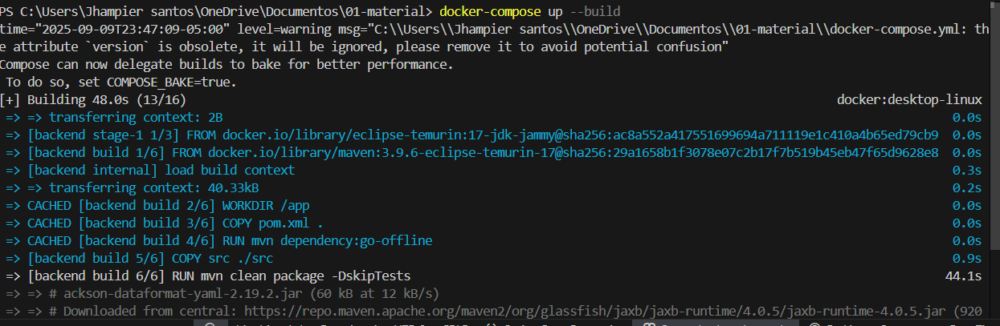 PS C:\Users\Jhampier santos\OneDrive\Documentos\01-material> docker-compose up --build
time="2025-09-09T23:47:09-05:00" level=warning msg="C:\\Users\\Jhampier santos\\OneDrive\\Documentos\\01-material\\docker-compose.yml: th
e attribute `version` is obsolete, it will be ignored, please remove it to avoid potential confusion"
Compose can now delegate builds to bake for better performance.
To do so, set COMPOSE_BAKE=true.
[+] Building 48.0s (13/16) docker:desktop-linux
=> => transferring context: 2B 0.0s
=> [backend stage-1 1/3] FROM docker.io/library/eclipse-temurin:17-jdk-jammy@sha256:ac8a552a417551699694a711119e1c410a4b65ed79cb9 0.0s
=> [backend build 1/6] FROM docker.io/library/maven:3.9.6-eclipse-temurin-17@sha256:29a1658b1f3078e07c2b17f7b519b45eb47f65d9628e8 0.0s
=> [backend internal] load build context 0.3s
=> => transferring context: 40.33kB 0.2s
=> CACHED [backend build 2/6] WORKDIR /app 0.0s
=> CACHED [backend build 3/6] COPY pom.xml . 0.0s
=> CACHED [backend build 4/6] RUN mvn dependency:go-offline 0.0s
=> [backend build 5/6] COPY src ./src 0.9s
=> [backend build 6/6] RUN mvn clean package -DskipTests 44.1s
=> => # ackson-dataformat-yaml-2.19.2.jar (60 kB at 12 kB/s)
=> => # Downloaded from central: https://repo.maven.apache.org/maven2/org/glassfish/jaxb/jaxb-runtime/4.0.5/jaxb-runtime-4.0.5.jar (920